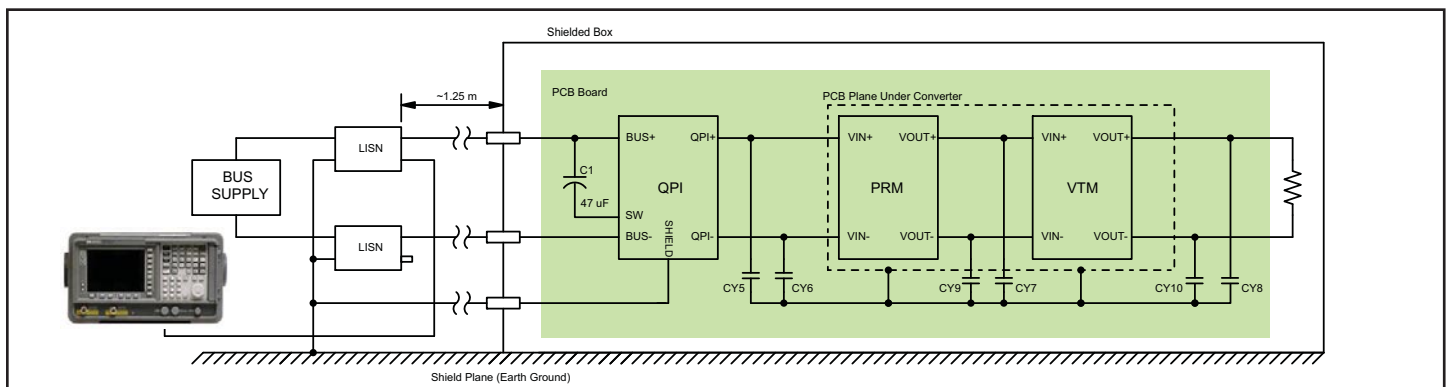 Shielded Box
~1.25 m
PCB Board
PCB Plane Under Converter
LISN
BUS+
QPI+
VIN+
VOUT+
VIN+
VOUT+
C1
BUS
SUPPLY
QPI
PRM
VTM
47 uF
SW
SHIELD
LISN
BUS-
QPI-
VIN-
VOUT-
VIN-
VOUT-
CY5
CY6
CY9
CY7
CY10
CY8
Shield Plane (Earth Ground)